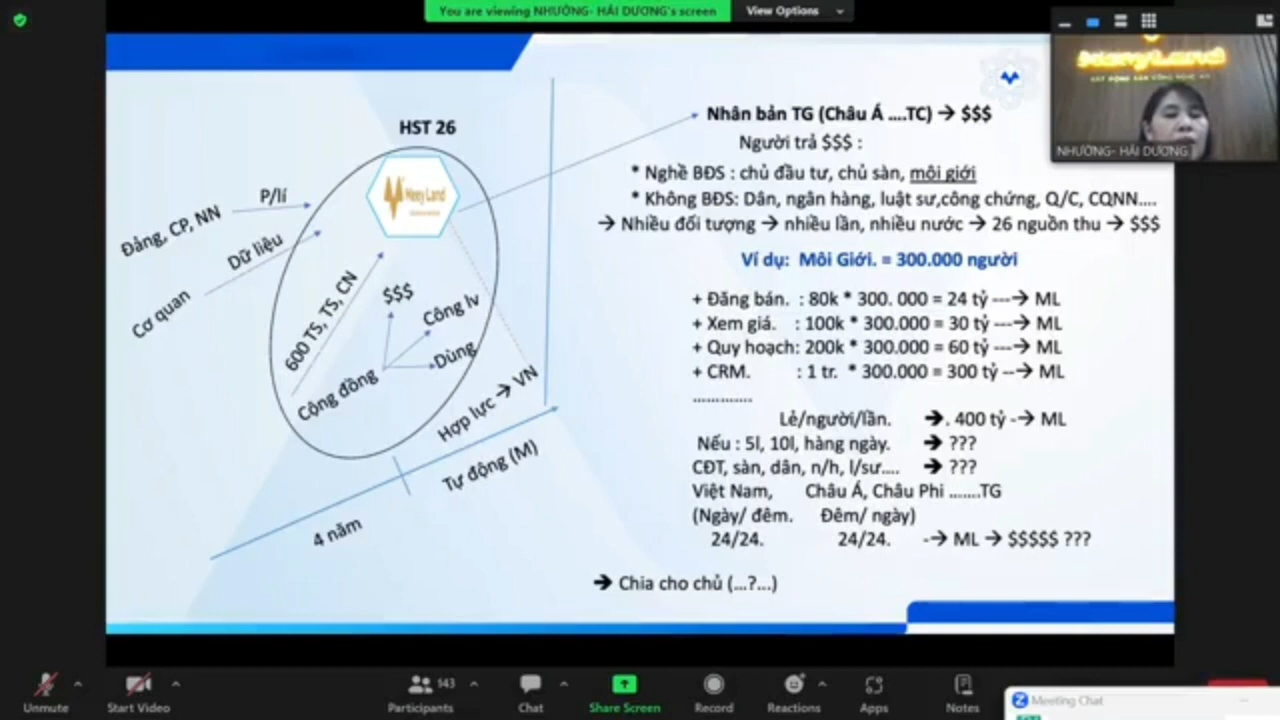 You are viewing NHƯỜNG- HẢI DƯƠNG's screen
View Options
NHƯỜNG- HẢI DƯƠNG
HST 26
Meey Land
Đảng, CP, NN
P/lí
Cơ quan
Dữ liệu
600 TS, TS, CN
$$$
Công lv
Dùng
Cộng đồng
Hợp lực → VN
Tự động (M)
4 năm
Nhân bản TG (Châu Á ....TC) → $$$
Người trả $$$ :
* Nghề BĐS : chủ đầu tư, chủ sàn, môi giới
* Không BĐS: Dân, ngân hàng, luật sư,công chứng, Q/C, CQNN....
→ Nhiều đối tượng → nhiều lần, nhiều nước → 26 nguồn thu → $$$
Ví dụ: Môi Giới. = 300.000 người
+ Đăng bán. : 80k * 300. 000 = 24 tỷ ---→ ML
+ Xem giá. : 100k * 300.000 = 30 tỷ ---→ ML
+ Quy hoạch: 200k * 300.000 = 60 tỷ ---→ ML
+ CRM. : 1 tr. * 300.000 = 300 tỷ --→ ML
.............
Lẻ/người/lần. → . 400 tỷ -→ ML
Nếu : 5l, 10l, hàng ngày. → ???
CĐT, sàn, dân, n/h, l/sư.... → ???
Việt Nam, Châu Á, Châu Phi ........TG
(Ngày/ đêm. Đêm/ ngày)
24/24. 24/24. -→ ML → $$$$$ ???
→ Chia cho chủ (...?...)
Unmute
Start Video
Participants
143
Chat
Share Screen
Record
Reactions
Apps
Notes
Meeting Chat